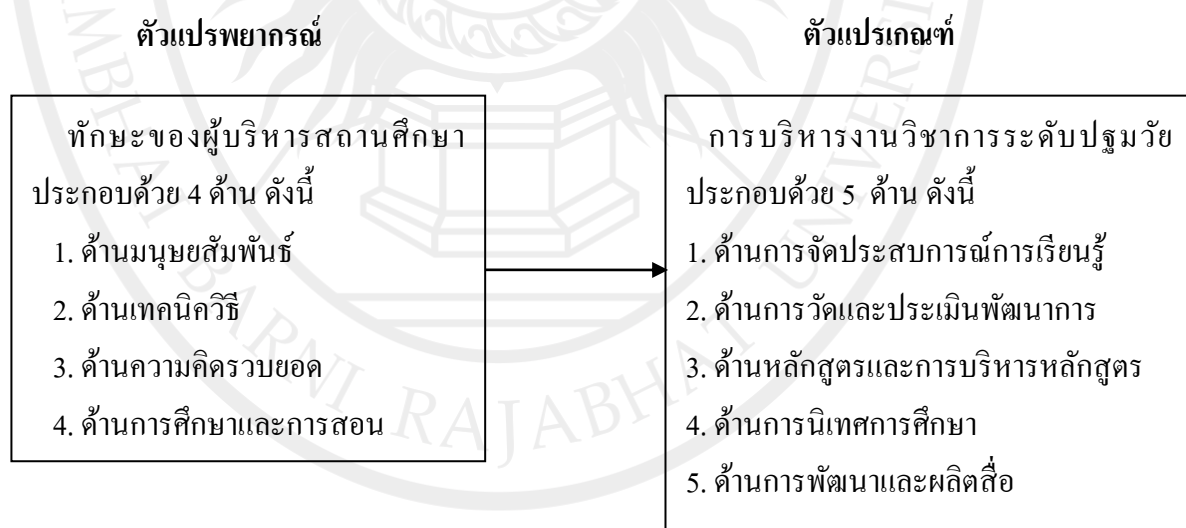 ตัวแปรพยากรณ์
ตัวแปรเกณฑ์
ทักษะของผู้บริหารสถานศึกษา
ประกอบด้วย 4 ด้าน ดังนี้
1. ด้านมนุษยสัมพันธ์
2. ด้านเทคนิควิธี
3. ด้านความคิดรวบยอด
4. ด้านการศึกษาและการสอน
การบริหารงานวิชาการระดับปฐมวัย
ประกอบด้วย 5 ด้าน ดังนี้
1. ด้านการจัดประสบการณ์การเรียนรู้
2. ด้านการวัดและประเมินพัฒนาการ
3. ด้านหลักสูตรและการบริหารหลักสูตร
4. ด้านการนิเทศการศึกษา
5. ด้านการพัฒนาและผลิตสื่อ
BARNI RAJABHAT